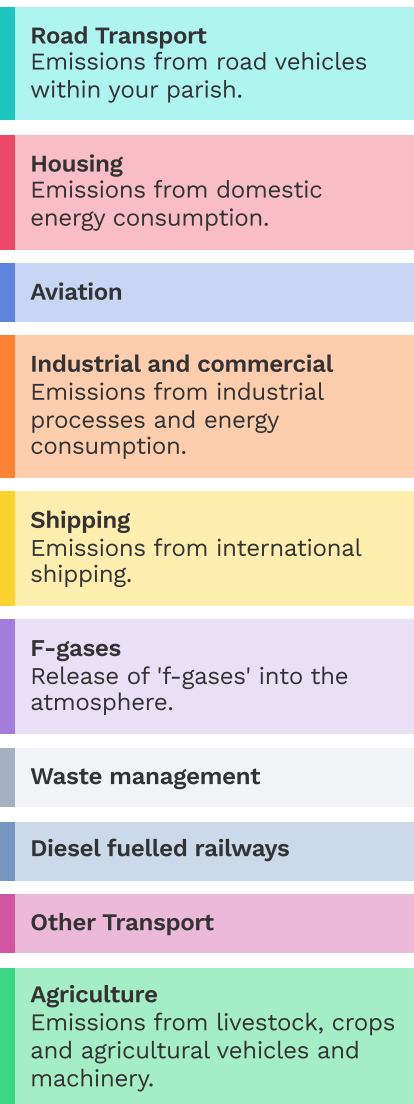 Road Transport
Emissions from road vehicles
within your parish.
Housing
Emissions from domestic
energy consumption.
Aviation
Industrial and commercial
Emissions from industrial
processes and energy
consumption.
Shipping
Emissions from international
shipping.
F-gases
Release of 'f-gases' into the
atmosphere.
Waste management
Diesel fuelled railways
Other Transport
Agriculture
Emissions from livestock, crops
and agricultural vehicles and
machinery.